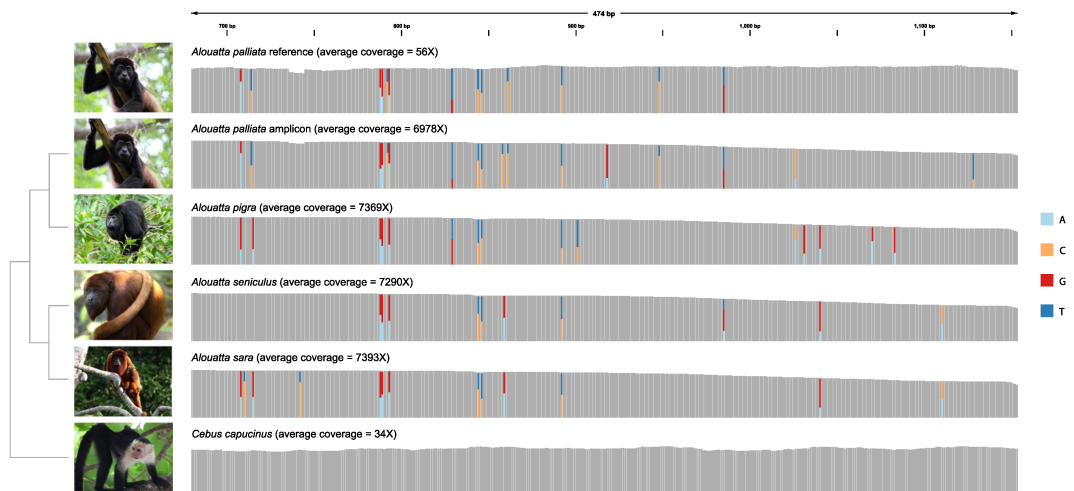 474 bp
700 bp 800 bp 900 bp 1,000 bp 1,100 bp
Alouatta palliata reference (average coverage = 56X)
Alouatta palliata amplicon (average coverage = 6978X)
Alouatta pigra (average coverage = 7369X)
A
C
G
T
Alouatta seniculus (average coverage = 7290X)
Alouatta sara (average coverage = 7393X)
Cebus capucinus (average coverage = 34X)